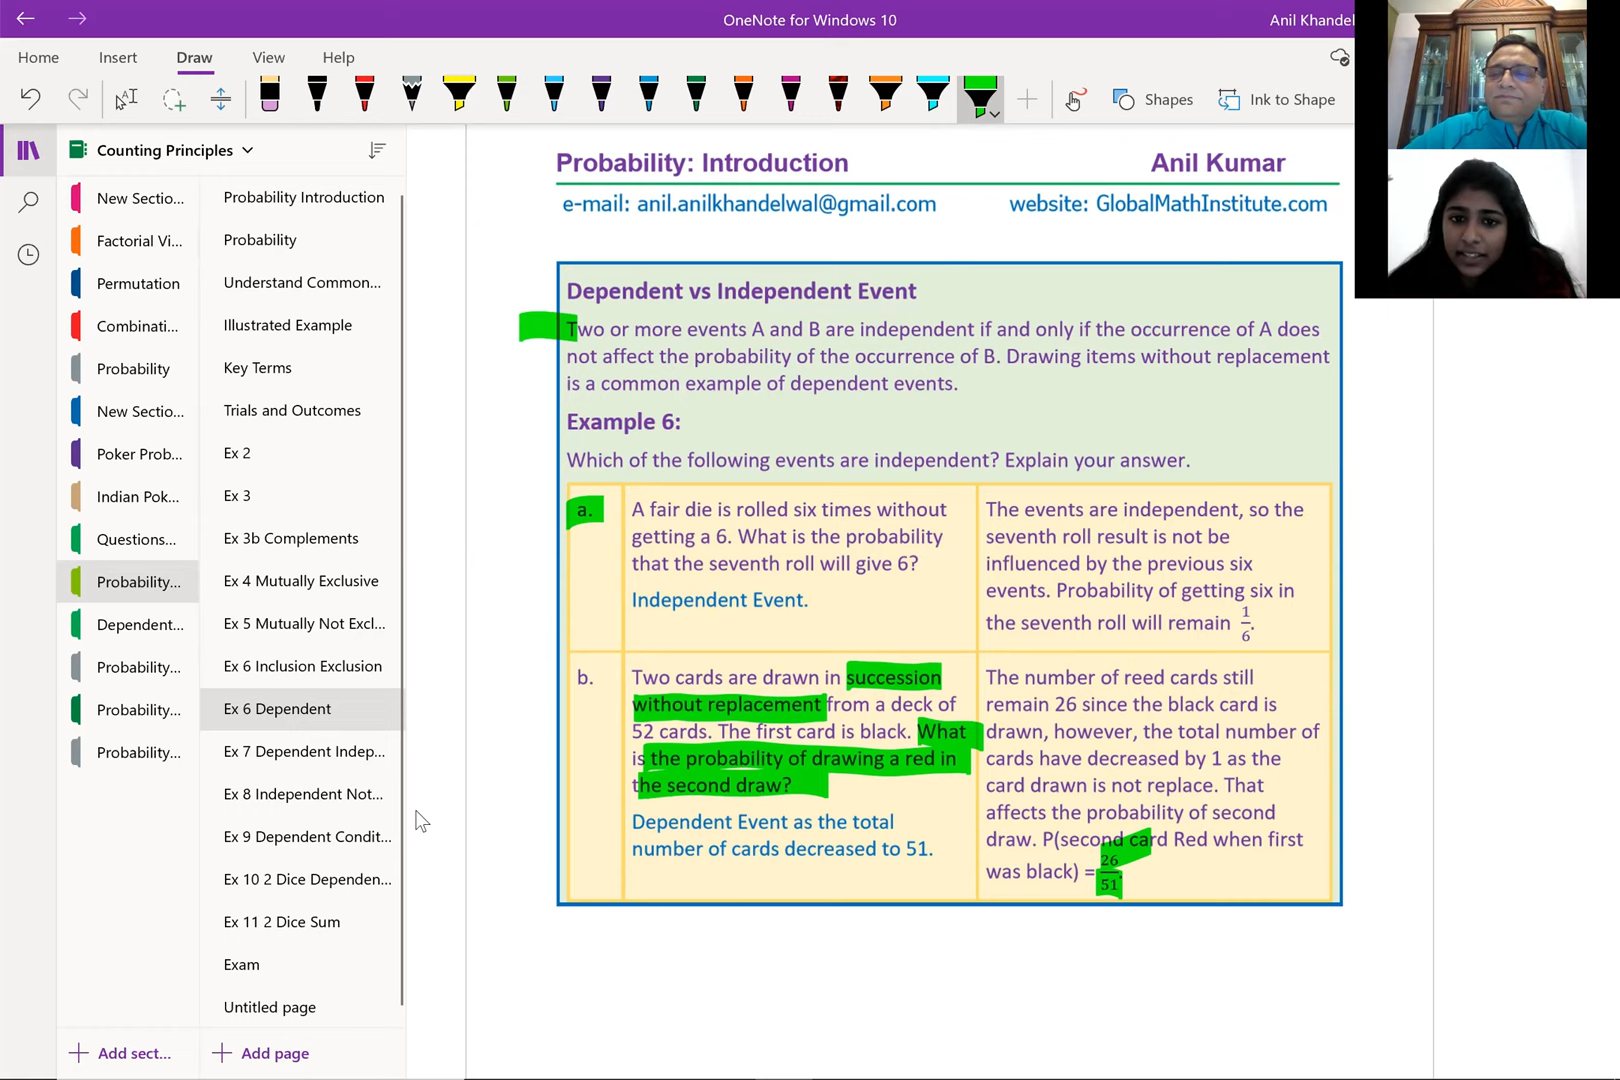 OneNote for Windows 10
Anil Khandel
Home
Insert
Draw
View
Help
Shapes
Ink to Shape
Counting Principles
New Sectio...
Factorial Vi...
Permutation
Combinati...
Probability
New Sectio...
Poker Prob...
Indian Pok...
Questions...
Probability...
Dependent...
Probability...
Probability...
Probability...
Add sect...
Probability Introduction
Probability
Understand Common...
Illustrated Example
Key Terms
Trials and Outcomes
Ex 2
Ex 3
Ex 3b Complements
Ex 4 Mutually Exclusive
Ex 5 Mutually Not Excl...
Ex 6 Inclusion Exclusion
Ex 6 Dependent
Ex 7 Dependent Indep...
Ex 8 Independent Not...
Ex 9 Dependent Condit...
Ex 10 2 Dice Dependen...
Ex 11 2 Dice Sum
Exam
Untitled page
Add page
Probability: Introduction
Anil Kumar
e-mail: anil.anilkhandelwal@gmail.com
website: GlobalMathInstitute.com
Dependent vs Independent Event
Two or more events A and B are independent if and only if the occurrence of A does
not affect the probability of the occurrence of B. Drawing items without replacement
is a common example of dependent events.
Example 6:
Which of the following events are independent? Explain your answer.
a.
A fair die is rolled six times without
getting a 6. What is the probability
that the seventh roll will give 6?
Independent Event.
The events are independent, so the
seventh roll result is not be
influenced by the previous six
events. Probability of getting six in
the seventh roll will remain 1/6.
b.
Two cards are drawn in succession
without replacement from a deck of
52 cards. The first card is black. What
is the probability of drawing a red in
the second draw?
Dependent Event as the total
number of cards decreased to 51.
The number of reed cards still
remain 26 since the black card is
drawn, however, the total number of
cards have decreased by 1 as the
card drawn is not replace. That
affects the probability of second
draw. P(second card Red when first
was black) = 26/51.